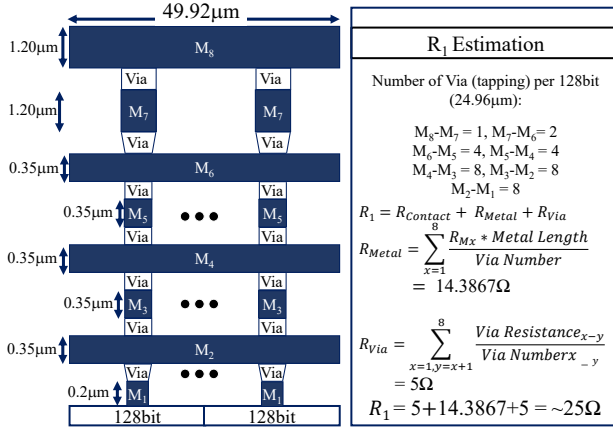 49.92μm
1.20μm
M8
Via Via
1.20μm
M7 M7
Via Via
0.35μm
M6
Via Via
0.35μm
M5 ●●● M5
Via Via
0.35μm
M4
Via Via
0.35μm
M3 ●●● M3
Via Via
0.35μm
M2
Via ●●● Via
0.2μm
M1 M1
128bit 128bit
R1 Estimation
Number of Via (tapping) per 128bit
(24.96μm):
M8-M7 = 1, M7-M6= 2
M6-M5 = 4, M5-M4 = 4
M4-M3 = 8, M3-M2 = 8
M2-M1 = 8
R1 = RContact + RMetal + RVia
RMetal = ∑ 8 x=1 RMx * Metal Length / Via Number
= 14.3867Ω
RVia = ∑ 8 x=1,y=x+1 Via Resistancex−y / Via Numberx _ y
= 5Ω
R1 = 5+14.3867+5 = ~25Ω